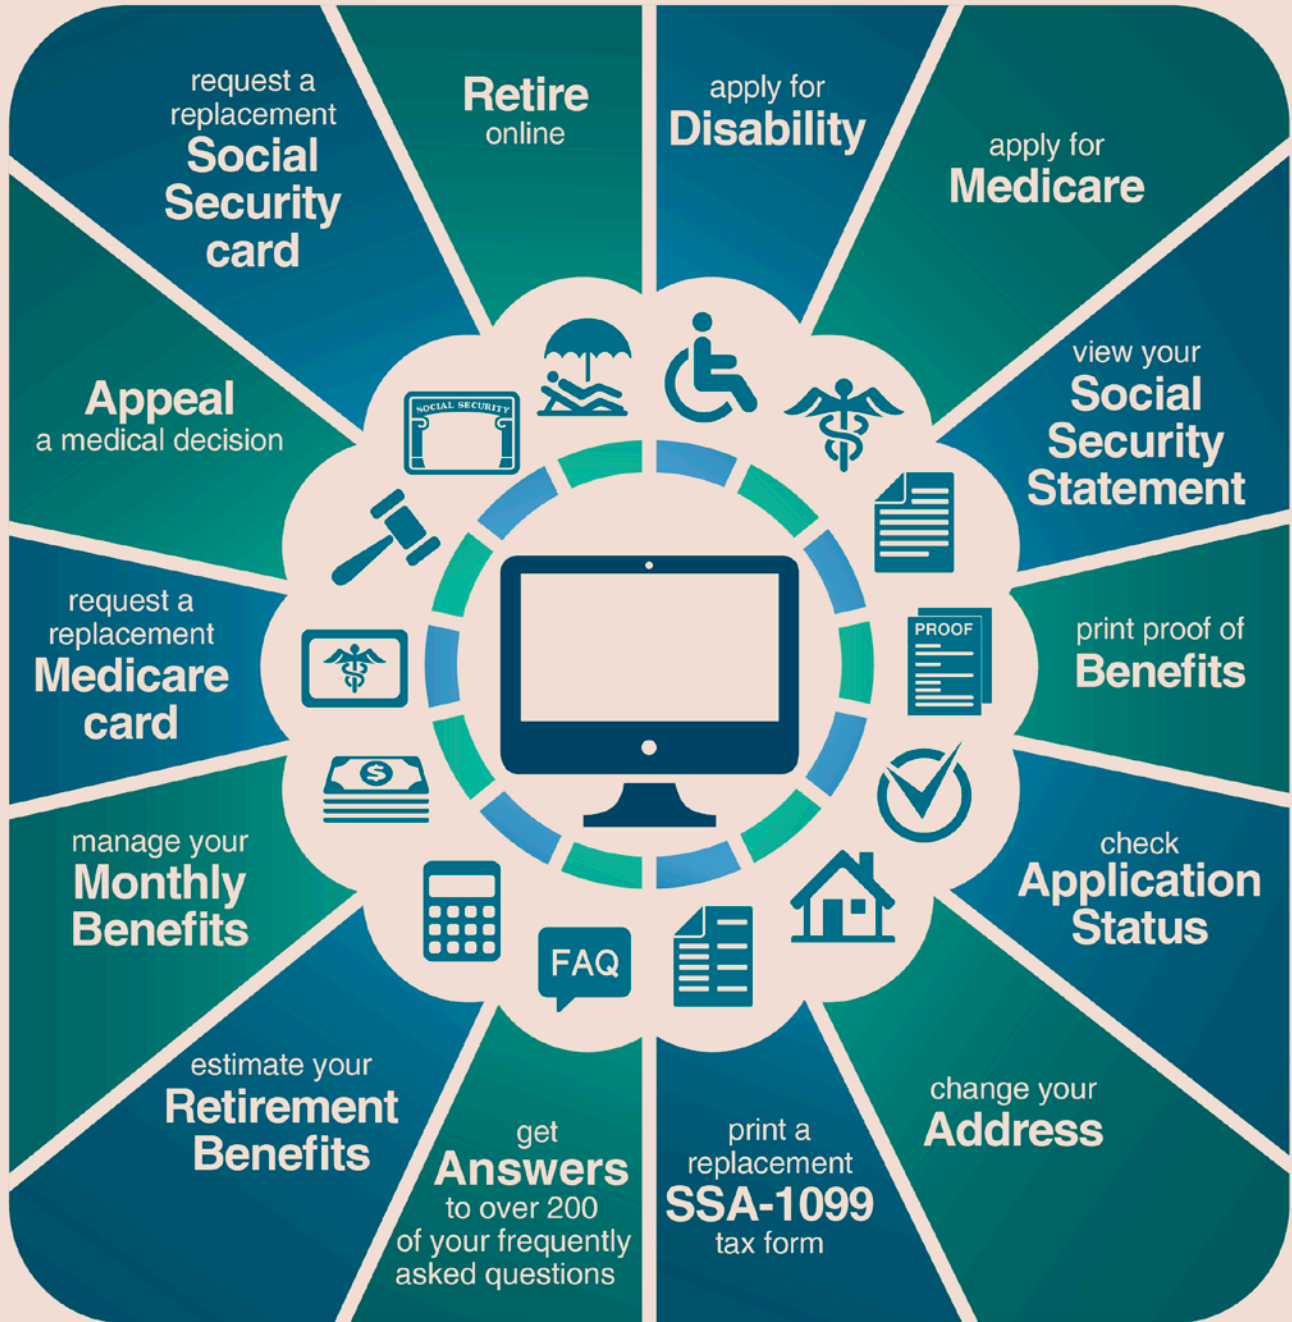 request a
replacement
Social
Security
card
Retire
online
apply for
Disability
apply for
Medicare
view your
Social
Security
Statement
print proof of
Benefits
check
Application
Status
change your
Address
print a
replacement
SSA-1099
tax form
get
Answers
to over 200
of your frequently
asked questions
estimate your
Retirement
Benefits
manage your
Monthly
Benefits
request a
replacement
Medicare
card
Appeal
a medical decision
SOCIAL SECURITY
PROOF
FAQ
$